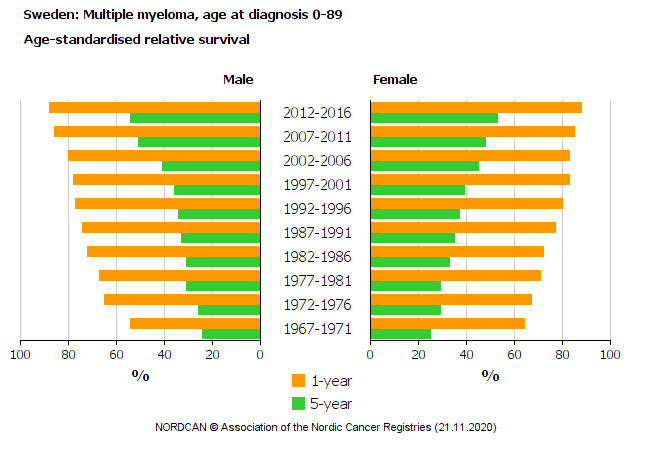 Sweden: Multiple myeloma, age at diagnosis 0-89
Age-standardised relative survival
Male Female
2012-2016
2007-2011
2002-2006
1997-2001
1992-1996
1987-1991
1982-1986
1977-1981
1972-1976
1967-1971
100 80 60 40 20 0 0 20 40 60 80 100
% %
1-year
5-year
NORDCAN © Association of the Nordic Cancer Registries (21.11.2020)